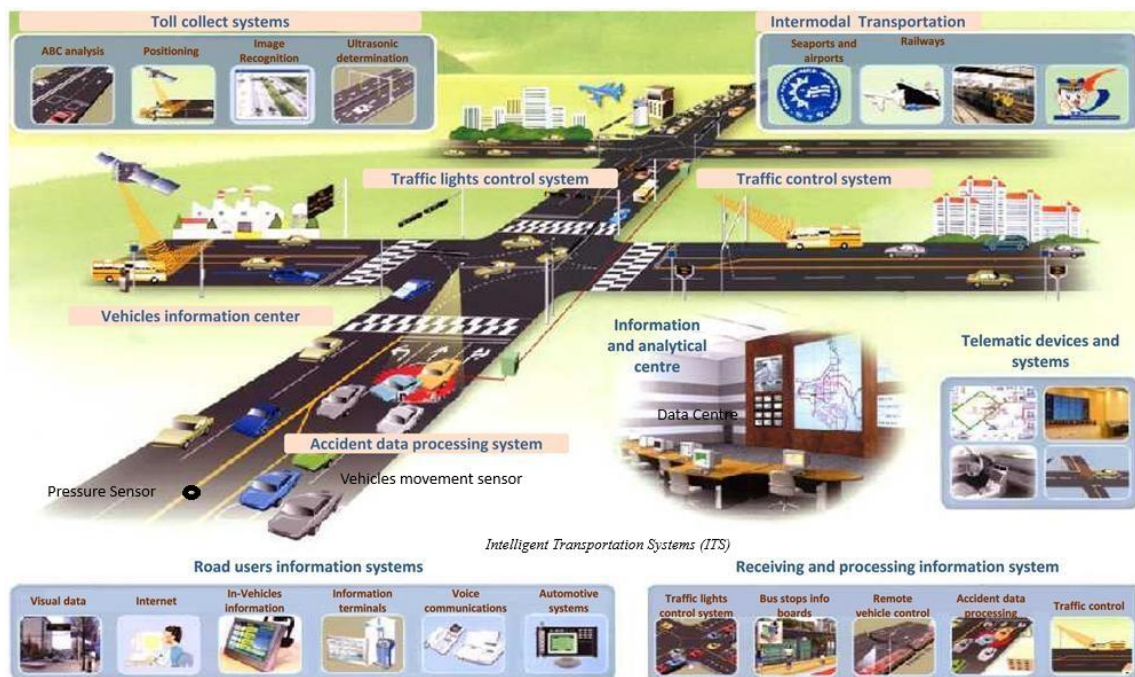 Toll collect systems
ABC analysis
Positioning
Image
Recognition
Ultrasonic
determination
Intermodal Transportation
Seaports and
airports
Railways
Traffic lights control system
Traffic control system
Vehicles information center
Information
and analytical
centre
Data Centre
Telematic devices and
systems
Accident data processing system
Vehicles movement sensor
Pressure Sensor
Intelligent Transportation Systems (ITS)
Road users information systems
Visual data
Internet
In-Vehicles
information
Information
terminals
Voice
communications
Automotive
systems
Receiving and processing information system
Traffic lights
control system
Bus stops info
boards
Remote
vehicle control
Accident data
processing
Traffic control